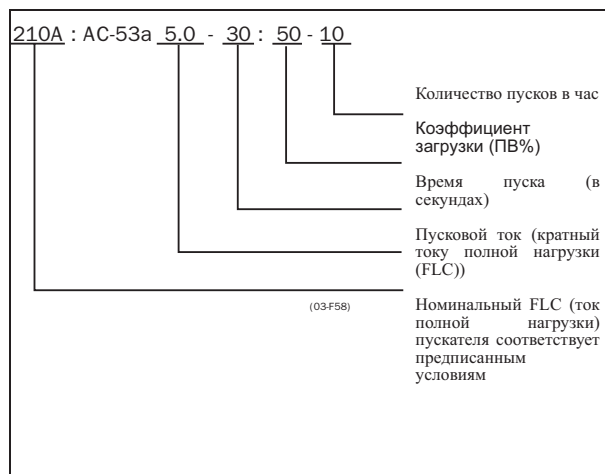 210A : AC-53a 5.0 - 30 : 50 - 10
Количество пусков в час
Коэффициент
загрузки (ПВ%)
Время пуска (в
секундах)
Пусковой ток (кратный
току полной нагрузки
(FLC))
(03-F58)
Номинальный FLC (ток
полной нагрузки)
пускателя соответствует
предписанным
условиям